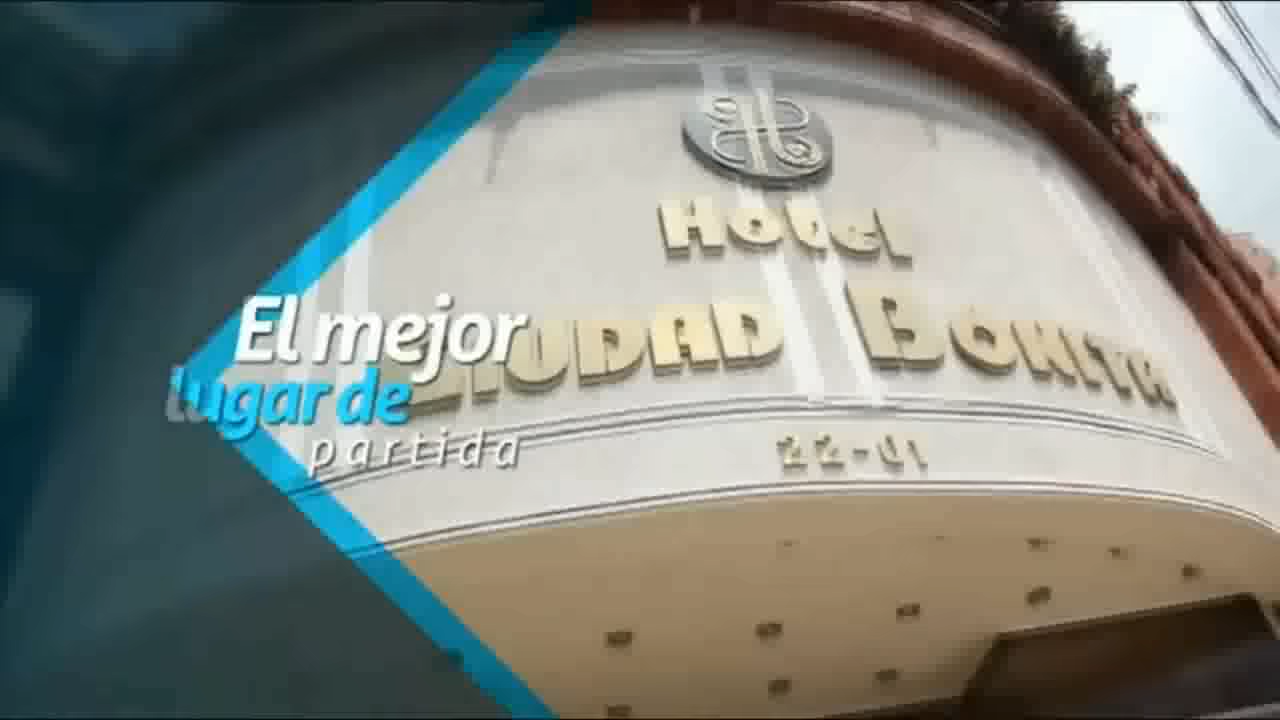 El mejor
lugar de
partida
Hotel
CIUDAD BONITA
22-01